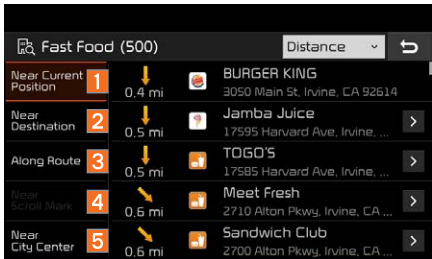 Fast Food (500)
Distance
Near Current
Position
1
0.4 mi
BURGER KING
3050 Main St, Irvine, CA 92614
Near
Destination
2
0.5 mi
Jamba Juice
17595 Harvard Ave, Irvine, ...
Along Route
3
0.5 mi
TOGO'S
17585 Harvard Ave, Irvine, ...
Near
Scroll Mark
4
0.6 mi
Meet Fresh
2710 Alton Pkwy, Irvine, CA ...
Near
City Center
5
0.6 mi
Sandwich Club
2700 Alton Pkwy, Irvine, CA ...